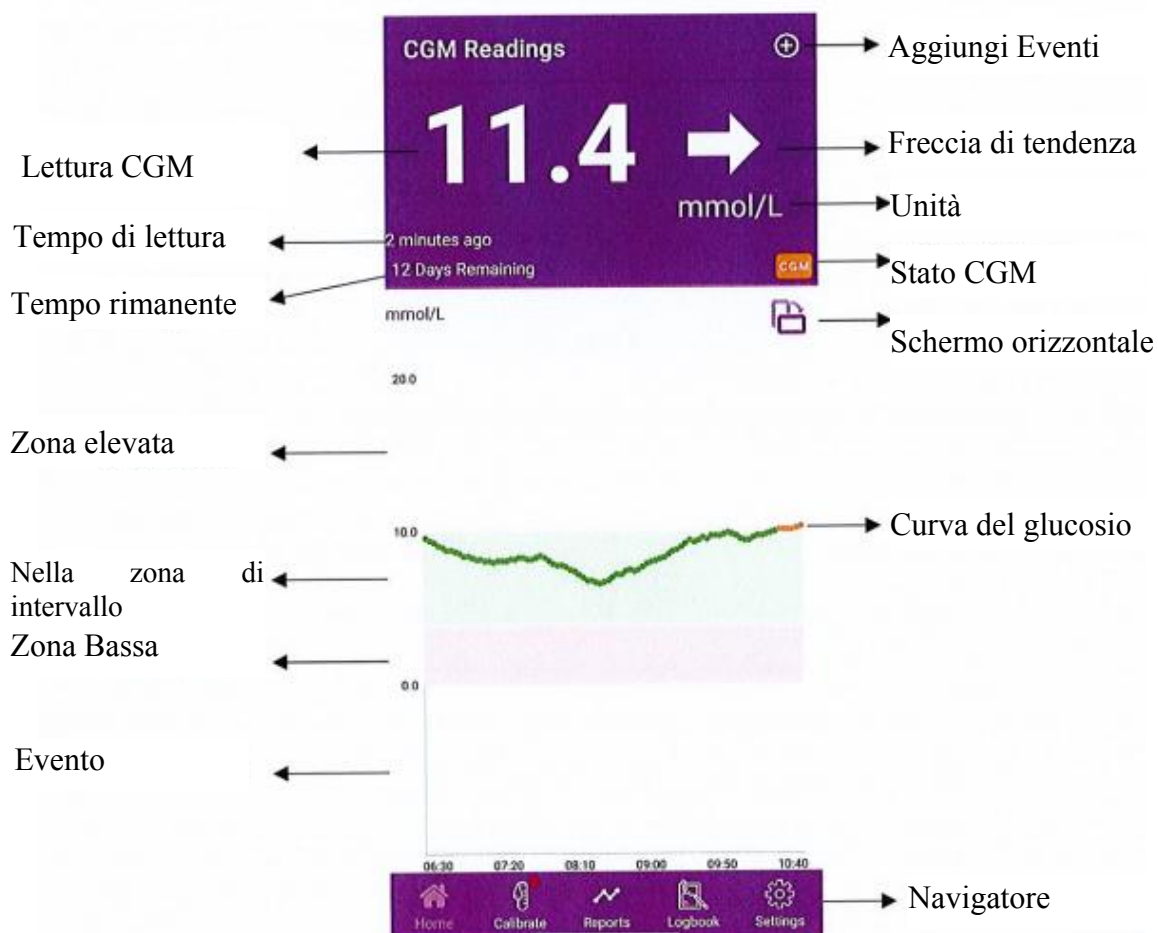 CGM Readings
Aggiungi Eventi
11.4
Freccia di tendenza
Lettura CGM
mmol/L
Unità
Tempo di lettura
2 minutes ago
12 Days Remaining
CGM
Stato CGM
Tempo rimanente
mmol/L
Schermo orizzontale
20.0
Zona elevata
10.0
Curva del glucosio
Nella zona di
intervallo
Zona Bassa
0.0
Evento
06:30 07:20 08:10 09:00 09:50 10:40
Home Calibrate Reports Logbook Settings
Navigatore